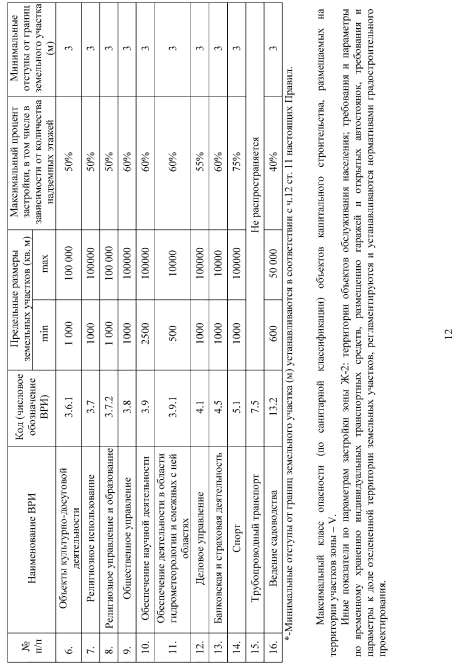 № п/п | Наименование ВРИ | Код (числовое обозначение ВРИ) | Предельные размеры земельных участков (кв. м) min | max | Максимальный процент застройки, в том числе в зависимости от количества надземных этажей | Минимальные отступы от границ земельного участка (м)
6. | Объекты культурно-досуговой деятельности | 3.6.1 | 1 000 | 100 000 | 50% | 3
7. | Религиозное использование | 3.7 | 1000 | 100000 | 50% | 3
8. | Религиозное управление и образование | 3.7.2 | 1 000 | 100 000 | 50% | 3
9. | Общественное управление | 3.8 | 1000 | 100000 | 60% | 3
10. | Обеспечение научной деятельности | 3.9 | 2500 | 100000 | 60% | 3
11. | Обеспечение деятельности в области гидрометеорологии и смежных с ней областях | 3.9.1 | 500 | 10000 | 60% | 3
12. | Деловое управление | 4.1 | 1000 | 100000 | 55% | 3
13. | Банковская и страховая деятельность | 4.5 | 1000 | 10000 | 60% | 3
14. | Спорт | 5.1 | 1000 | 100000 | 75% | 3
15. | Трубопроводный транспорт | 7.5 | Не распространяется
16. | Ведение садоводства | 13.2 | 600 | 50 000 | 40% | 3
*-Минимальные отступы от границ земельного участка (м) устанавливаются в соответствии с ч.12 ст. 11 настоящих Правил.
Максимальный класс опасности (по санитарной классификации) объектов капитального строительства, размещаемых на
территории участков зоны – V.
Иные показатели по параметрам застройки зоны Ж-2: территории объектов обслуживания населения; требования и параметры
по временному хранению индивидуальных транспортных средств, размещению гаражей и открытых автостоянок, требования и
параметры к доле озелененной территории земельных участков, регламентируются и устанавливаются нормативами градостроительного
проектирования.
12